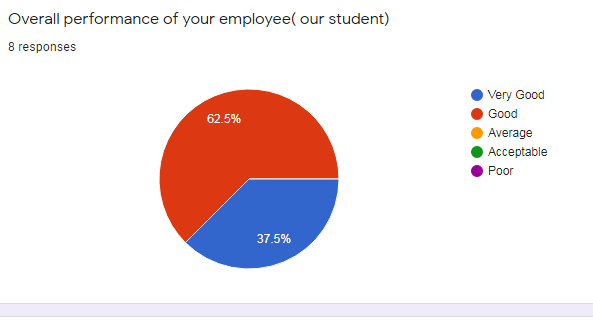 Overall performance of your employee( our student)
8 responses
62.5%
37.5%
Very Good
Good
Average
Acceptable
Poor